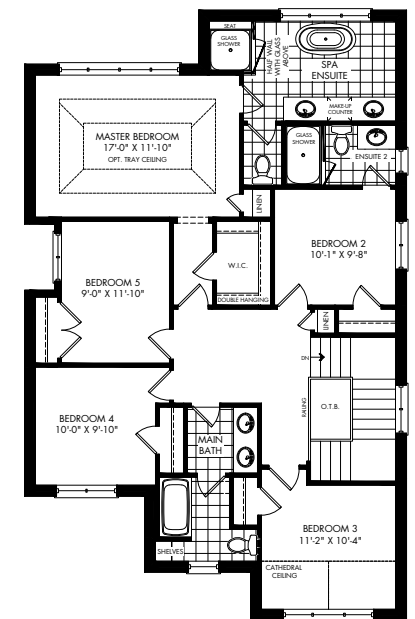 SEAT
GLASS
SHOWER
HALF WALL
WITH GLASS
ABOVE
SPA
ENSUITE
MAKE-UP
COUNTER
MASTER BEDROOM
17'-0" X 11'-10"
OPT. TRAY CEILING
GLASS
SHOWER
ENSUITE 2
LINEN
BEDROOM 2
10'-1" X 9'-8"
W.I.C.
DOUBLE HANGING
BEDROOM 5
9'-0" X 11'-10"
LINEN
DN
RAILING
O.T.B.
BEDROOM 4
10'-0" X 9'-10"
MAIN
BATH
SHELVES
BEDROOM 3
11'-2" X 10'-4"
CATHEDRAL
CEILING